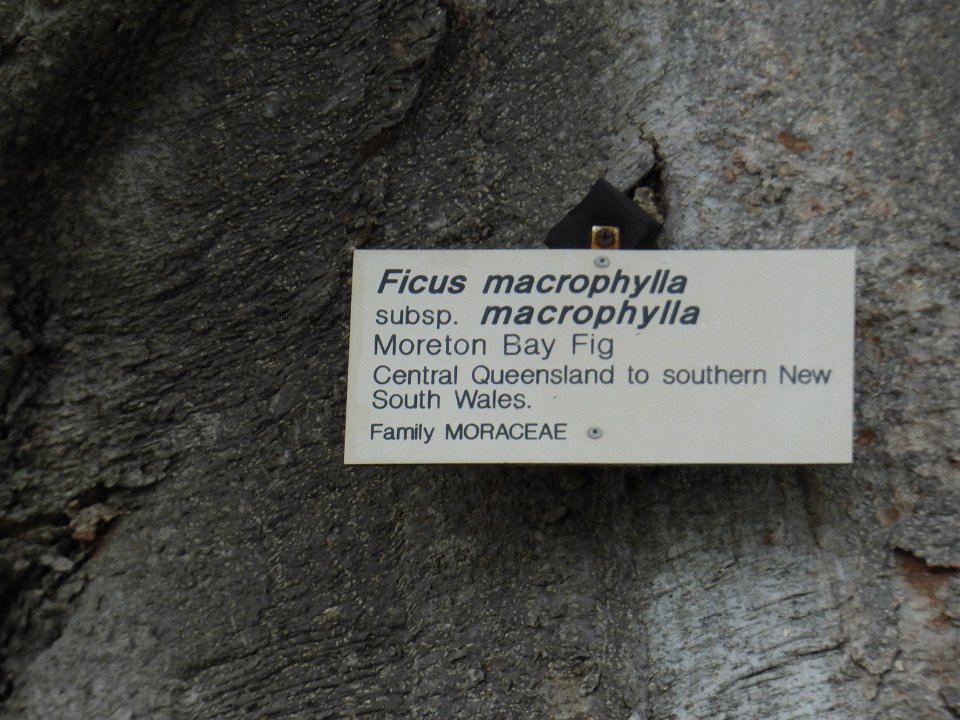 Ficus macrophylla
subsp. macrophylla
Moreton Bay Fig
Central Queensland to southern New
South Wales.
Family MORACEAE